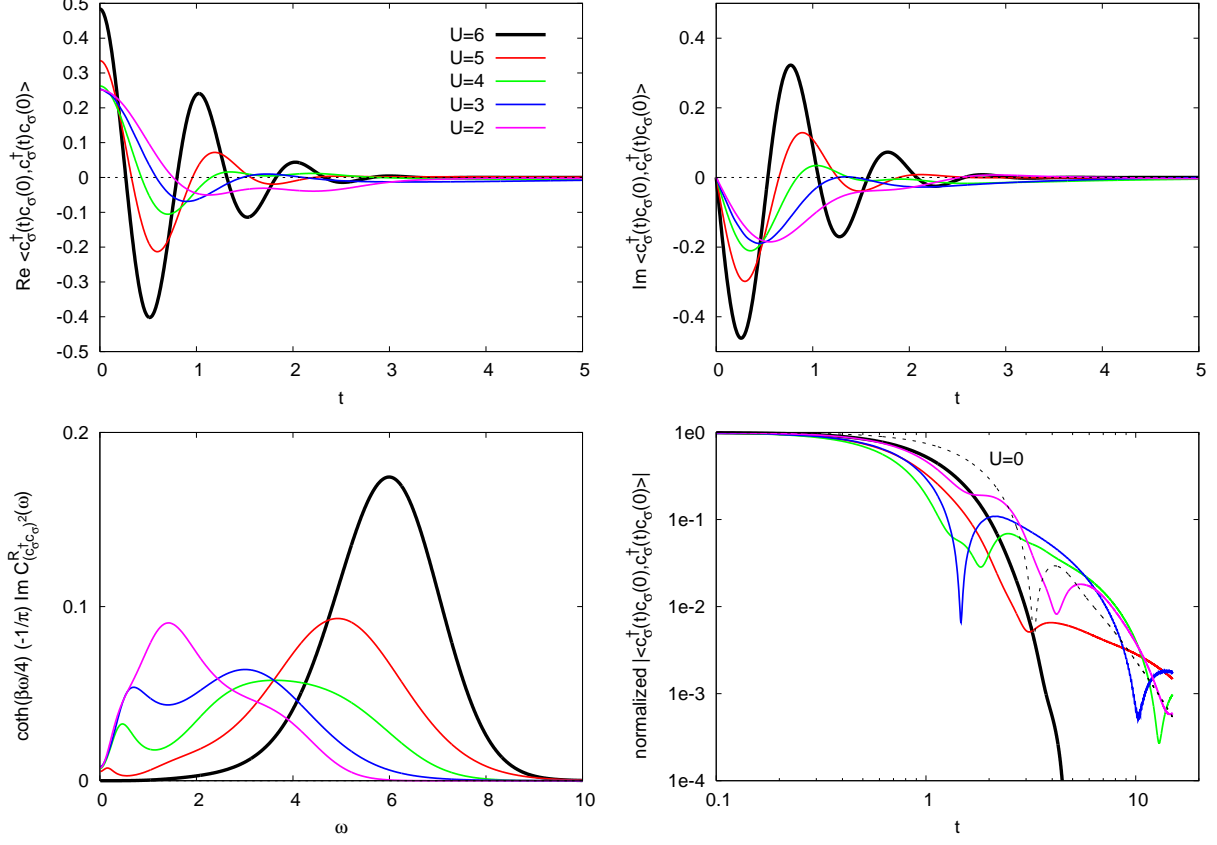 0.5
0.4
0.3
0.2
0.1
0
-0.1
-0.2
-0.3
-0.4
-0.5
0 1 2 3 4 5
t
Re <c†σ(t)cσ(0),c†σ(t)cσ(0)>
U=6
U=5
U=4
U=3
U=2
0.4
0.2
0
-0.2
-0.4
0 1 2 3 4 5
t
Im <c†σ(t)cσ(0),c†σ(t)cσ(0)>
0.2
0.1
0
0 2 4 6 8 10
ω
coth(βω/4) (-1/π) Im C^R_(c†σcσ)²(ω)
1e0
1e-1
1e-2
1e-3
1e-4
0.1 1 10
t
normalized |<c†σ(t)cσ(0),c†σ(t)cσ(0)>|
U=0